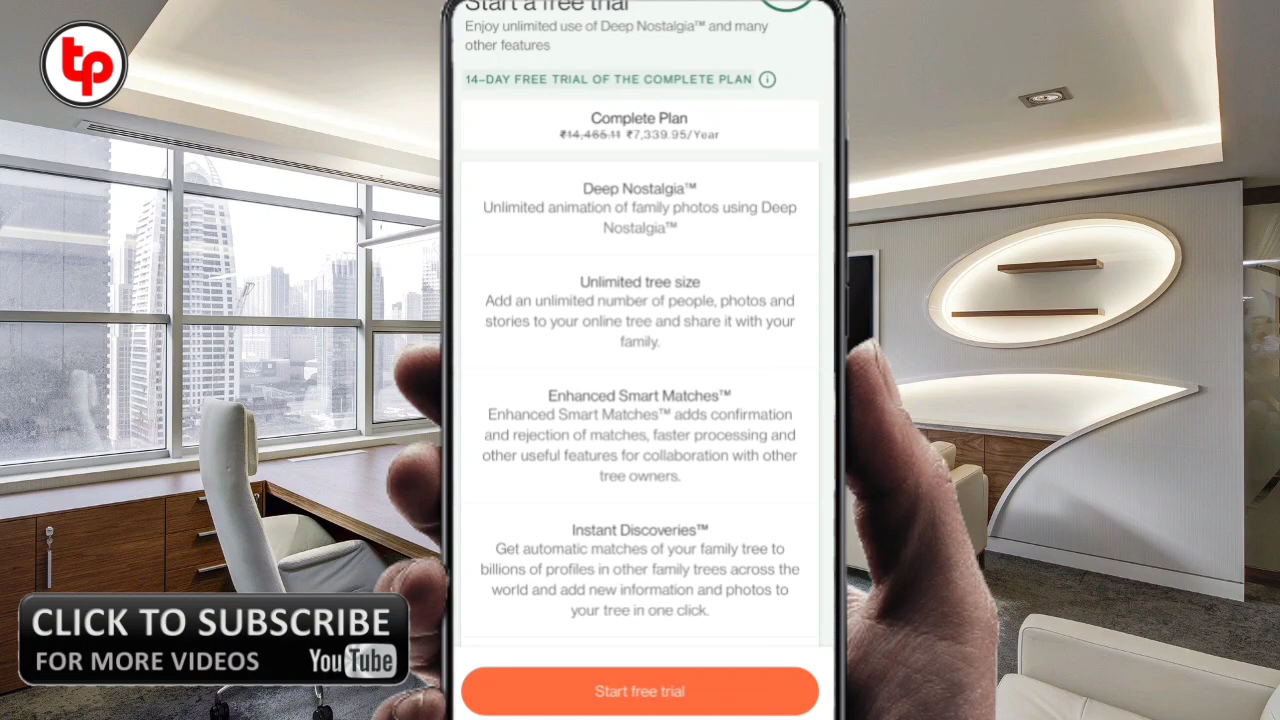 tp
Start a free trial
Enjoy unlimited use of Deep Nostalgia™ and many
other features
14-DAY FREE TRIAL OF THE COMPLETE PLAN
Complete Plan
₹14,465.11 ₹7,339.95/Year
Deep Nostalgia™
Unlimited animation of family photos using Deep
Nostalgia™
Unlimited tree size
Add an unlimited number of people, photos and
stories to your online tree and share it with your
family.
Enhanced Smart Matches™
Enhanced Smart Matches™ adds confirmation
and rejection of matches, faster processing and
other useful features for collaboration with other
tree owners.
Instant Discoveries™
Get automatic matches of your family tree to
billions of profiles in other family trees across the
world and add new information and photos to
your tree in one click.
Start free trial
CLICK TO SUBSCRIBE
FOR MORE VIDEOS YouTube